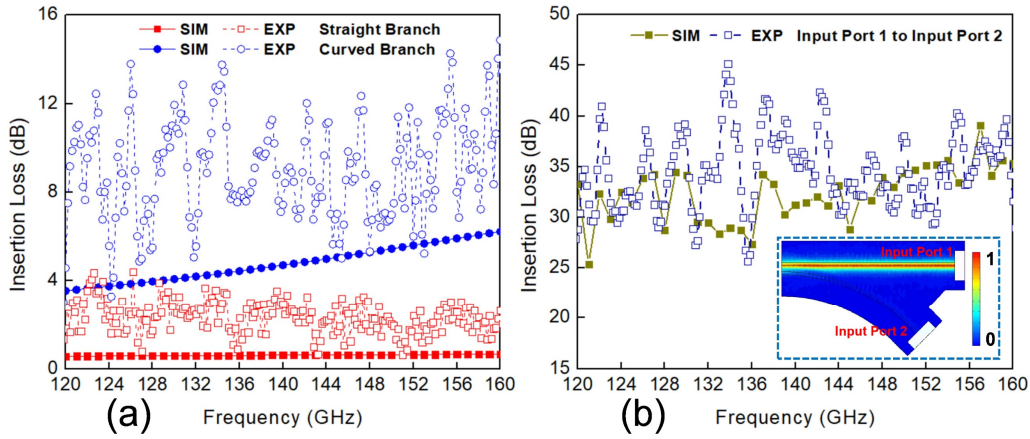 SIM EXP Straight Branch
SIM EXP Curved Branch
Insertion Loss (dB)
16
12
8
4
0
120 124 128 132 136 140 144 148 152 156 160
Frequency (GHz)
(a)
SIM EXP Input Port 1 to Input Port 2
Insertion Loss (dB)
50
45
40
35
30
25
20
15
Input Port 1
Input Port 2
1
0
120 124 128 132 136 140 144 148 152 156 160
Frequency (GHz)
(b)